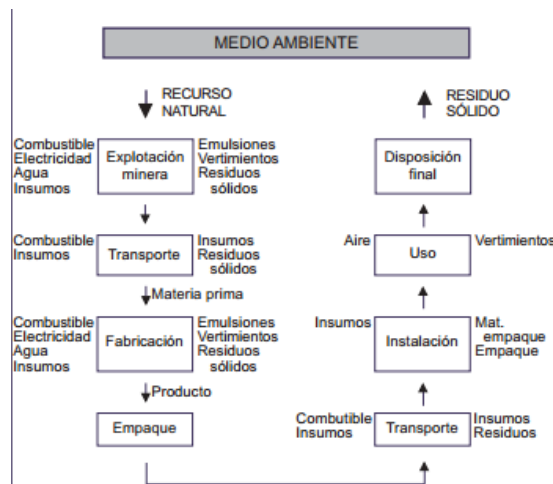 MEDIO AMBIENTE
RECURSO
NATURAL
RESIDUO
SÓLIDO
Combustible
Electricidad
Agua
Insumos
Explotación
minera
Emulsiones
Vertimientos
Residuos
sólidos
Disposición
final
Combustible
Insumos
Transporte
Insumos
Residuos
sólidos
Aire
Uso
Vertimientos
Materia prima
Combustible
Electricidad
Agua
Insumos
Fabricación
Emulsiones
Vertimientos
Residuos
sólidos
Insumos
Instalación
Mat.
empaque
Empaque
Producto
Empaque
Combutible
Insumos
Transporte
Insumos
Residuos